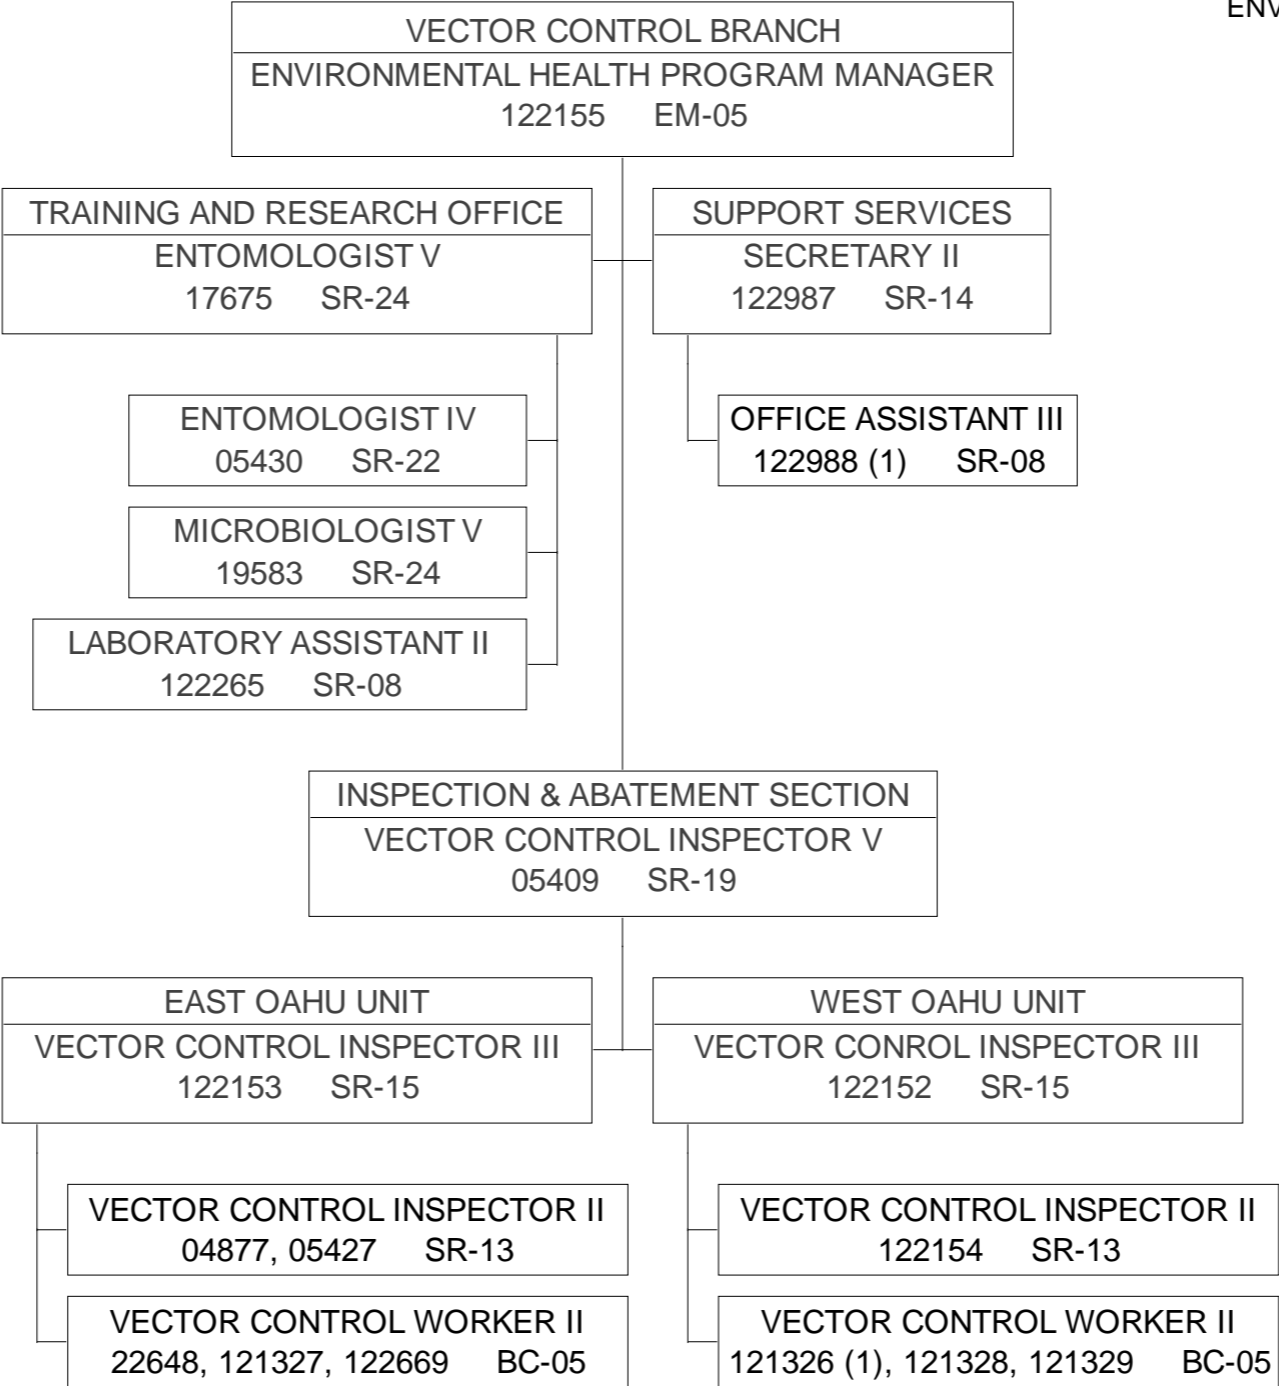 ENV
VECTOR CONTROL BRANCH
ENVIRONMENTAL HEALTH PROGRAM MANAGER
122155 EM-05
TRAINING AND RESEARCH OFFICE
ENTOMOLOGIST V
17675 SR-24
SUPPORT SERVICES
SECRETARY II
122987 SR-14
ENTOMOLOGIST IV
05430 SR-22
MICROBIOLOGIST V
19583 SR-24
LABORATORY ASSISTANT II
122265 SR-08
OFFICE ASSISTANT III
122988 (1) SR-08
INSPECTION & ABATEMENT SECTION
VECTOR CONTROL INSPECTOR V
05409 SR-19
EAST OAHU UNIT
VECTOR CONTROL INSPECTOR III
122153 SR-15
VECTOR CONTROL INSPECTOR II
04877, 05427 SR-13
VECTOR CONTROL WORKER II
22648, 121327, 122669 BC-05
WEST OAHU UNIT
VECTOR CONROL INSPECTOR III
122152 SR-15
VECTOR CONTROL INSPECTOR II
122154 SR-13
VECTOR CONTROL WORKER II
121326 (1), 121328, 121329 BC-05